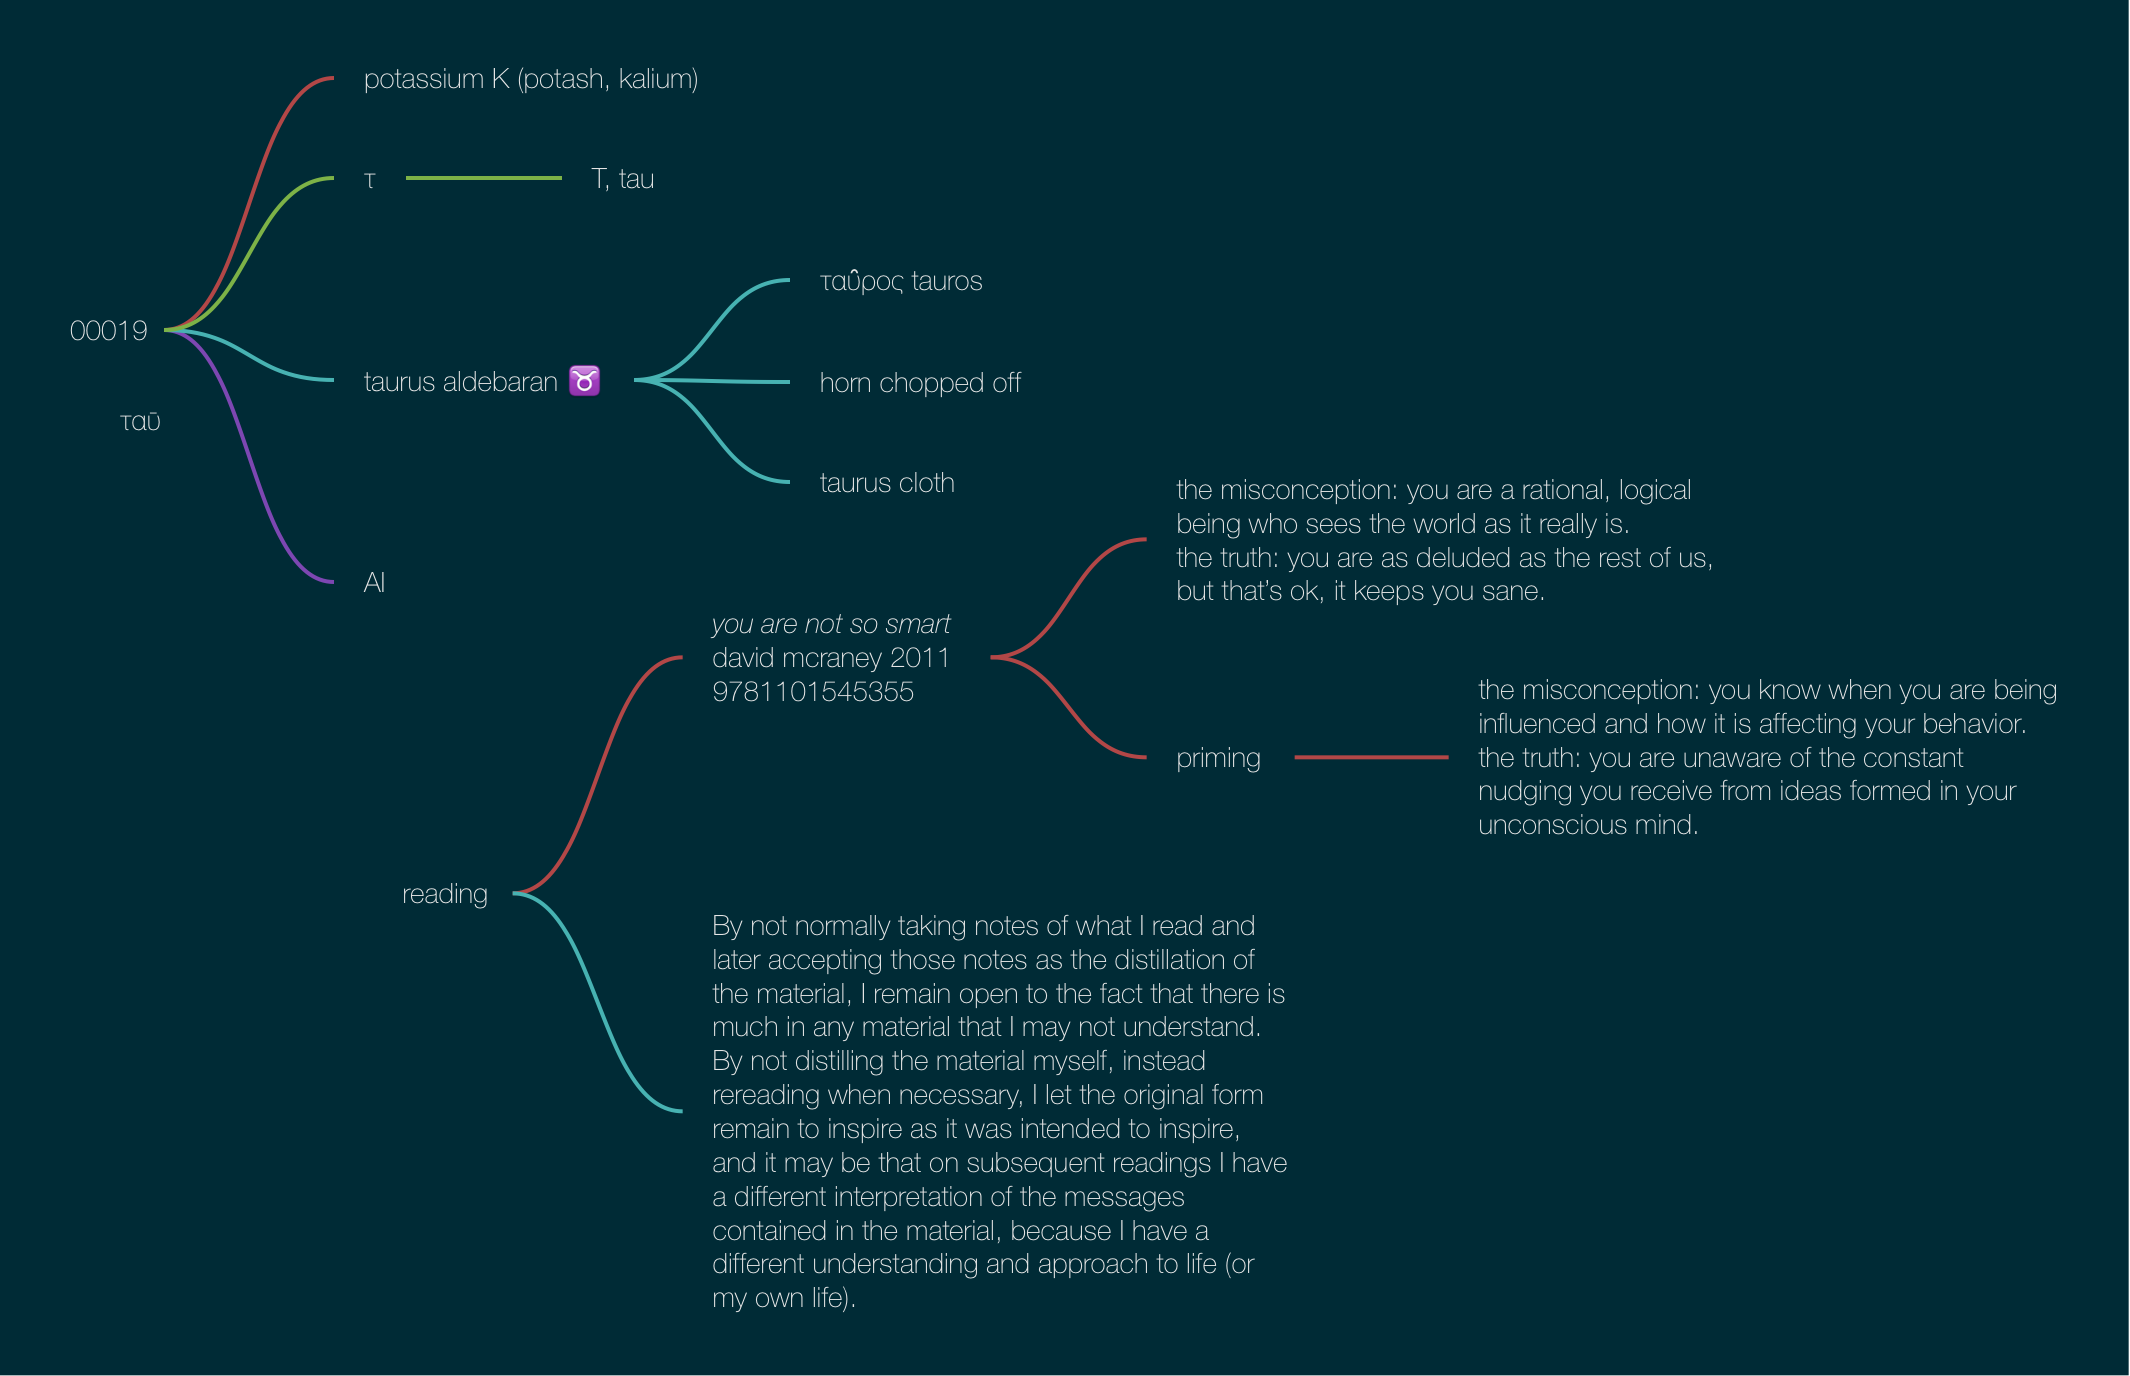 potassium K (potash, kalium)
τ
T, tau
00019
ταῦρος tauros
taurus aldebaran ♉
horn chopped off
taurus cloth
ταῡ
AI
reading
you are not so smart
david mcraney 2011
9781101545355
the misconception: you are a rational, logical
being who sees the world as it really is.
the truth: you are as deluded as the rest of us,
but that’s ok, it keeps you sane.
priming
the misconception: you know when you are being
influenced and how it is affecting your behavior.
the truth: you are unaware of the constant
nudging you receive from ideas formed in your
unconscious mind.
By not normally taking notes of what I read and
later accepting those notes as the distillation of
the material, I remain open to the fact that there is
much in any material that I may not understand.
By not distilling the material myself, instead
rereading when necessary, I let the original form
remain to inspire as it was intended to inspire,
and it may be that on subsequent readings I have
a different interpretation of the messages
contained in the material, because I have a
different understanding and approach to life (or
my own life).